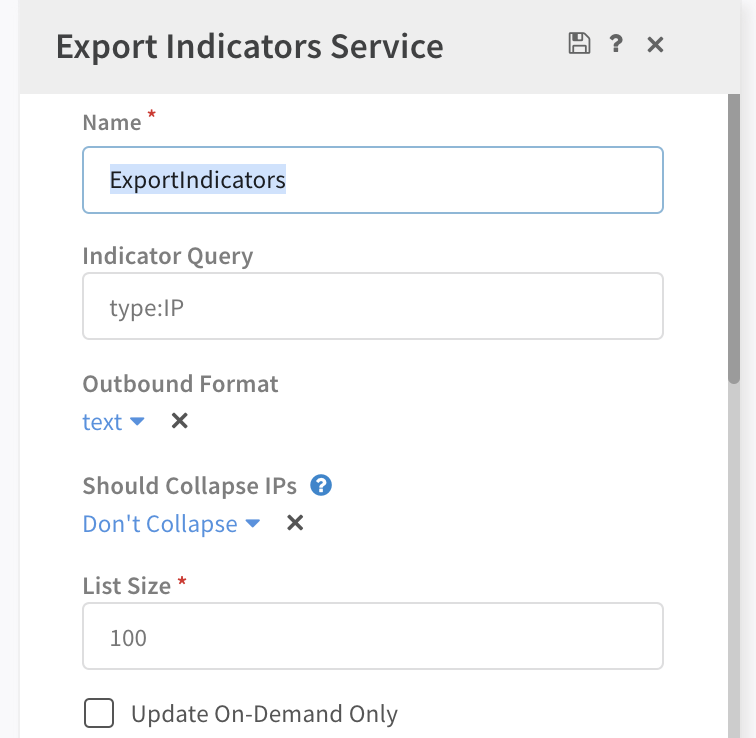 Export Indicators Service ? ×
Name *
ExportIndicators
Indicator Query
type:IP
Outbound Format
text ×
Should Collapse IPs ?
Don't Collapse ×
List Size *
100
Update On-Demand Only